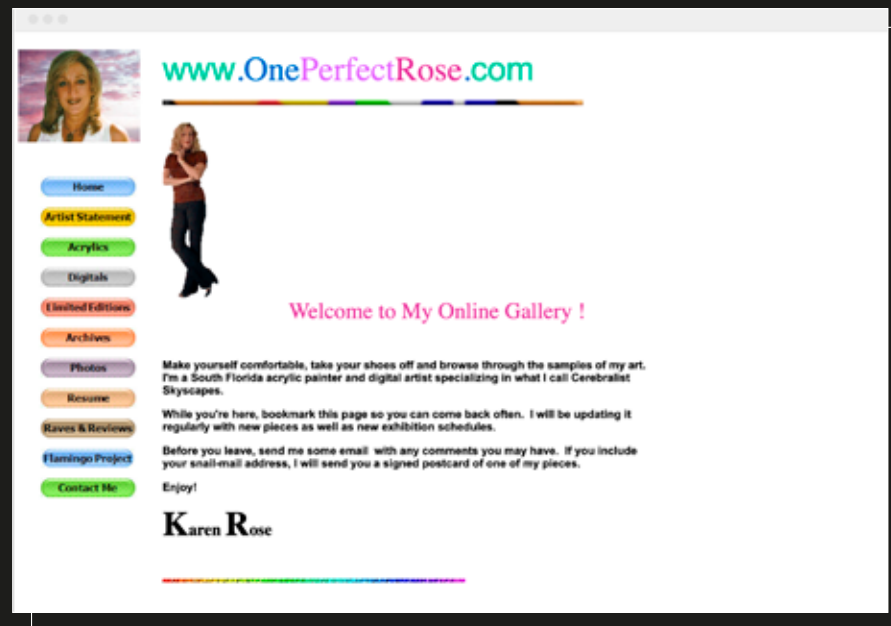 www.OnePerfectRose.com
Home
Artist Statement
Acrylics
Digitals
Limited Editions
Archives
Photos
Resume
Raves & Reviews
Flamingo Project
Contact Me
Welcome to My Online Gallery !
Make yourself comfortable, take your shoes off and browse through the samples of my art.
I'm a South Florida acrylic painter and digital artist specializing in what I call Cerebralist
Skyscapes.
While you're here, bookmark this page so you can come back often. I will be updating it
regularly with new pieces as well as new exhibition schedules.
Before you leave, send me some email with any comments you may have. If you include
your snail-mail address, I will send you a signed postcard of one of my pieces.
Enjoy!
Karen Rose